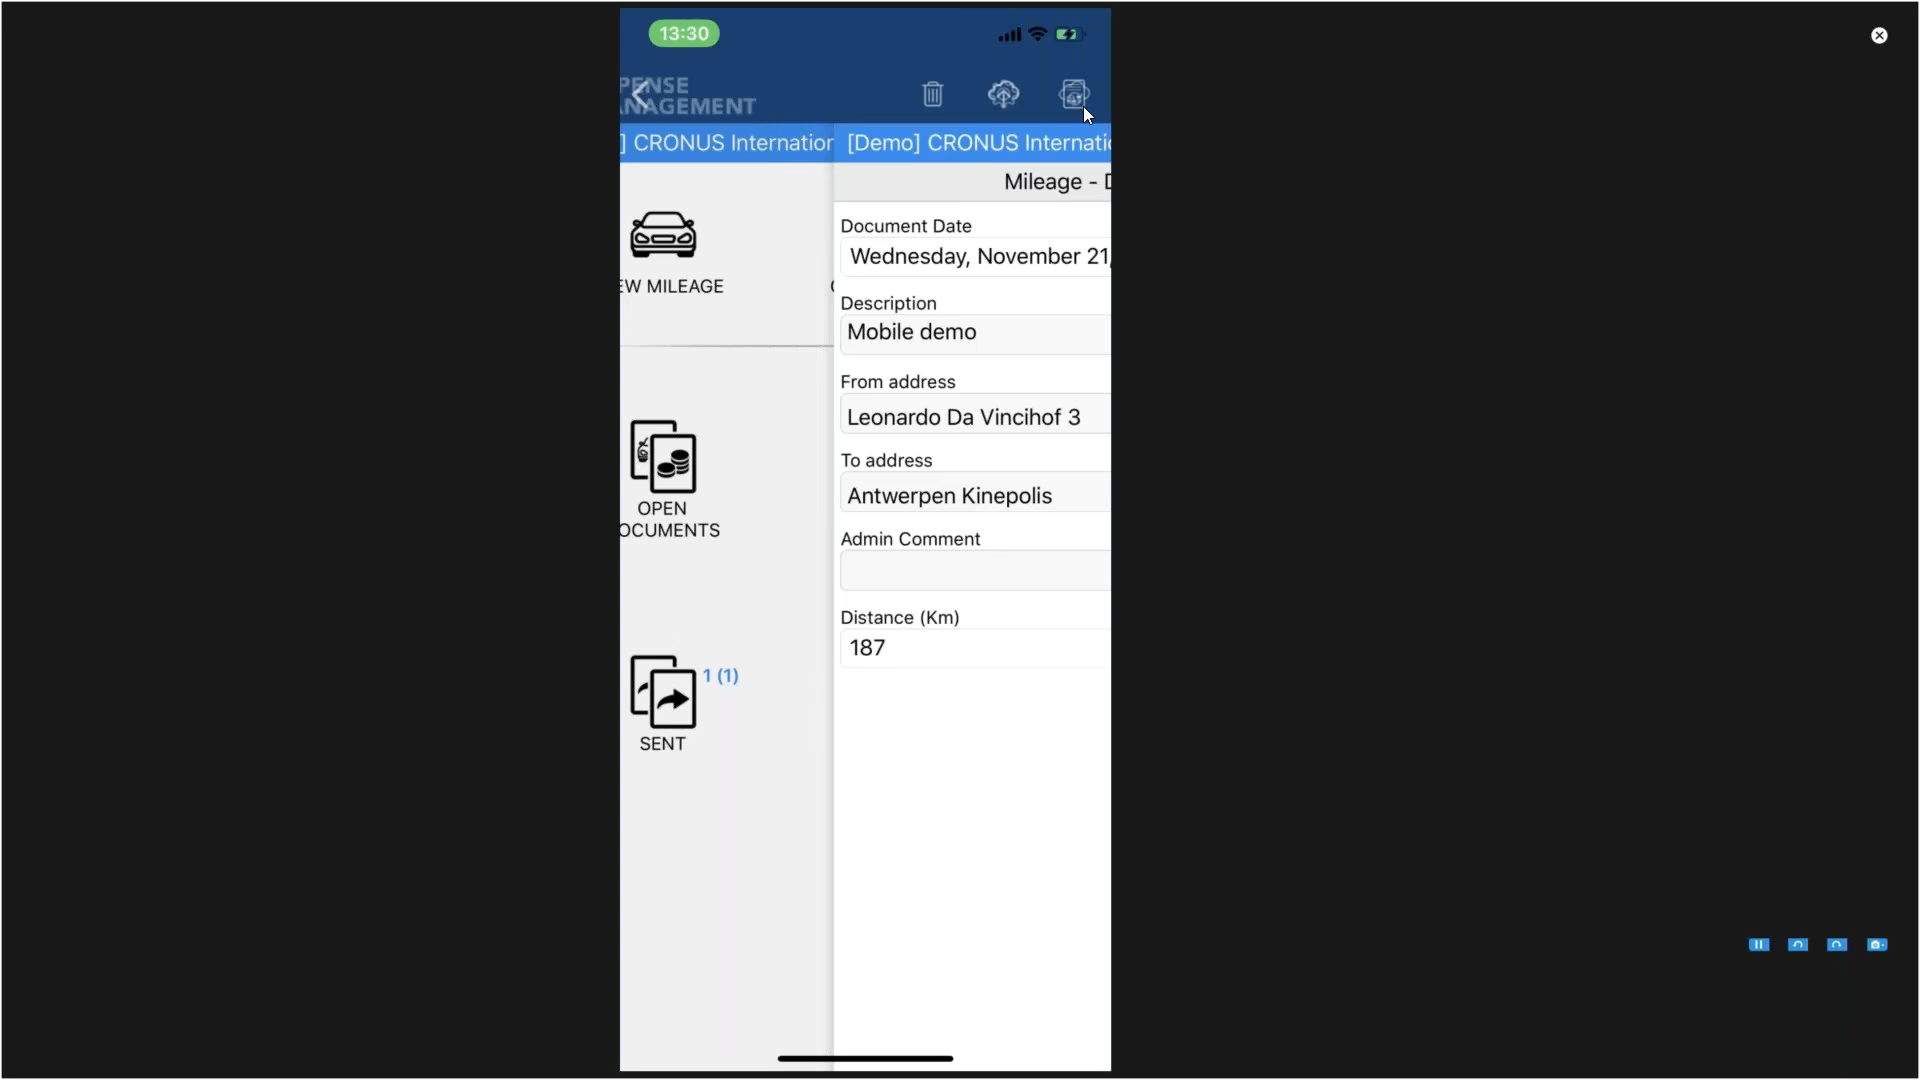 13:30
PENSE
NAGEMENT
] CRONUS Internation
[Demo] CRONUS Internatio
EW MILEAGE
OPEN
OCUMENTS
1 (1)
SENT
Mileage - D
Document Date
Wednesday, November 21,
Description
Mobile demo
From address
Leonardo Da Vincihof 3
To address
Antwerpen Kinepolis
Admin Comment
Distance (Km)
187